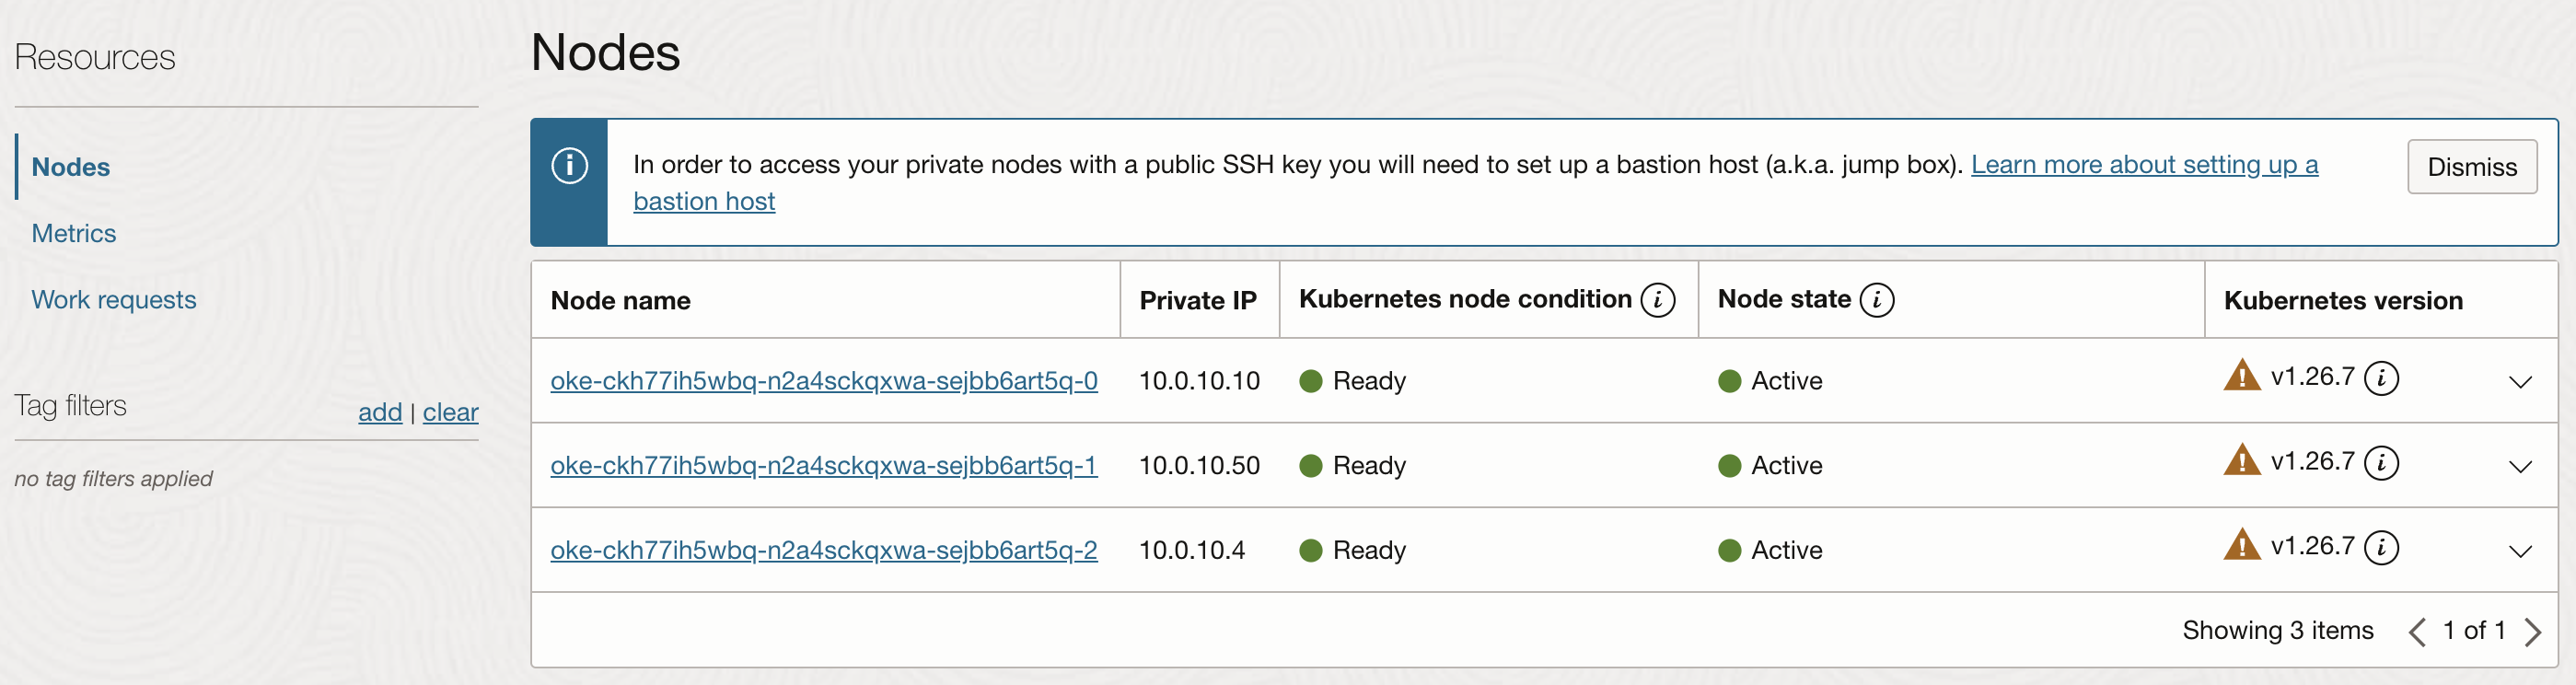 Resources
Nodes
Metrics
Work requests
Tag filters
add | clear
no tag filters applied
Nodes
In order to access your private nodes with a public SSH key you will need to set up a bastion host (a.k.a. jump box). Learn more about setting up a
bastion host
Dismiss
Node name Private IP Kubernetes node condition Node state Kubernetes version
oke-ckh77ih5wbq-n2a4sckqxwa-sejbb6art5q-0 10.0.10.10 Ready Active v1.26.7
oke-ckh77ih5wbq-n2a4sckqxwa-sejbb6art5q-1 10.0.10.50 Ready Active v1.26.7
oke-ckh77ih5wbq-n2a4sckqxwa-sejbb6art5q-2 10.0.10.4 Ready Active v1.26.7
Showing 3 items 1 of 1